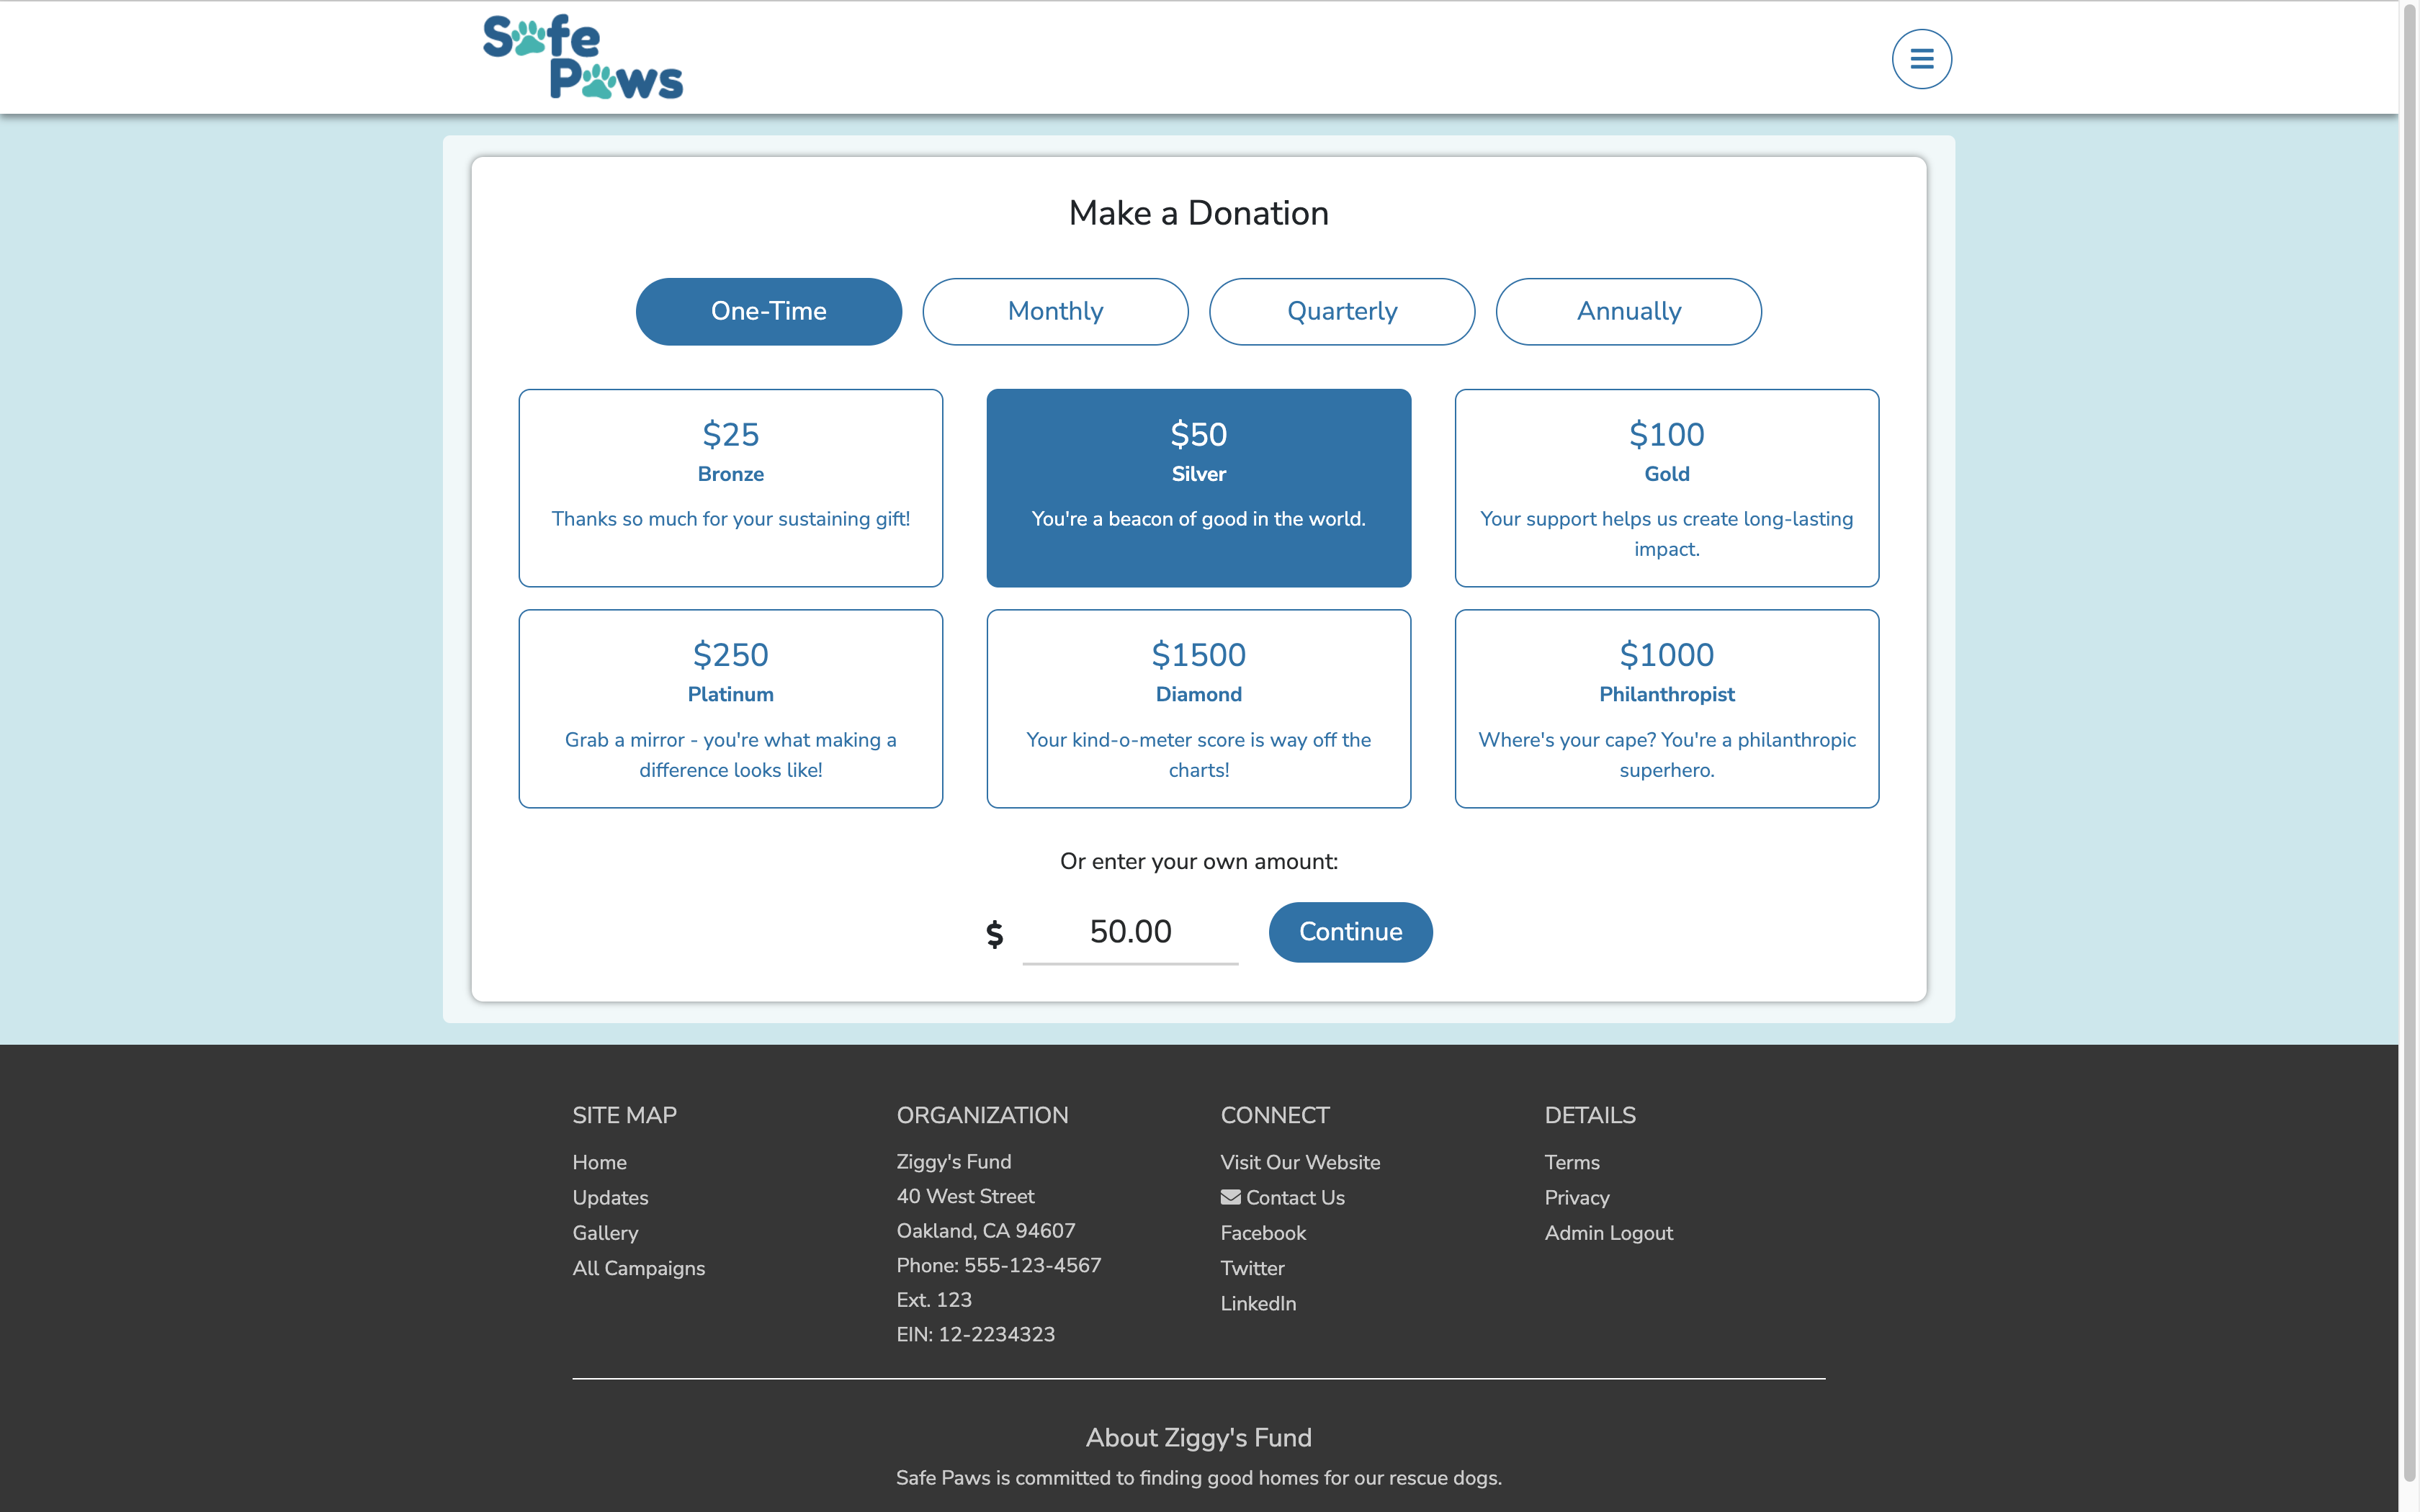 Safe
Paws
Make a Donation
One-Time
Monthly
Quarterly
Annually
$25
Bronze
Thanks so much for your sustaining gift!
$50
Silver
You're a beacon of good in the world.
$100
Gold
Your support helps us create long-lasting
impact.
$250
Platinum
Grab a mirror - you're what making a
difference looks like!
$1500
Diamond
Your kind-o-meter score is way off the
charts!
$1000
Philanthropist
Where's your cape? You're a philanthropic
superhero.
Or enter your own amount:
$ 50.00
Continue
SITE MAP
Home
Updates
Gallery
All Campaigns
ORGANIZATION
Ziggy's Fund
40 West Street
Oakland, CA 94607
Phone: 555-123-4567
Ext. 123
EIN: 12-2234323
CONNECT
Visit Our Website
Contact Us
Facebook
Twitter
LinkedIn
DETAILS
Terms
Privacy
Admin Logout
About Ziggy's Fund
Safe Paws is committed to finding good homes for our rescue dogs.